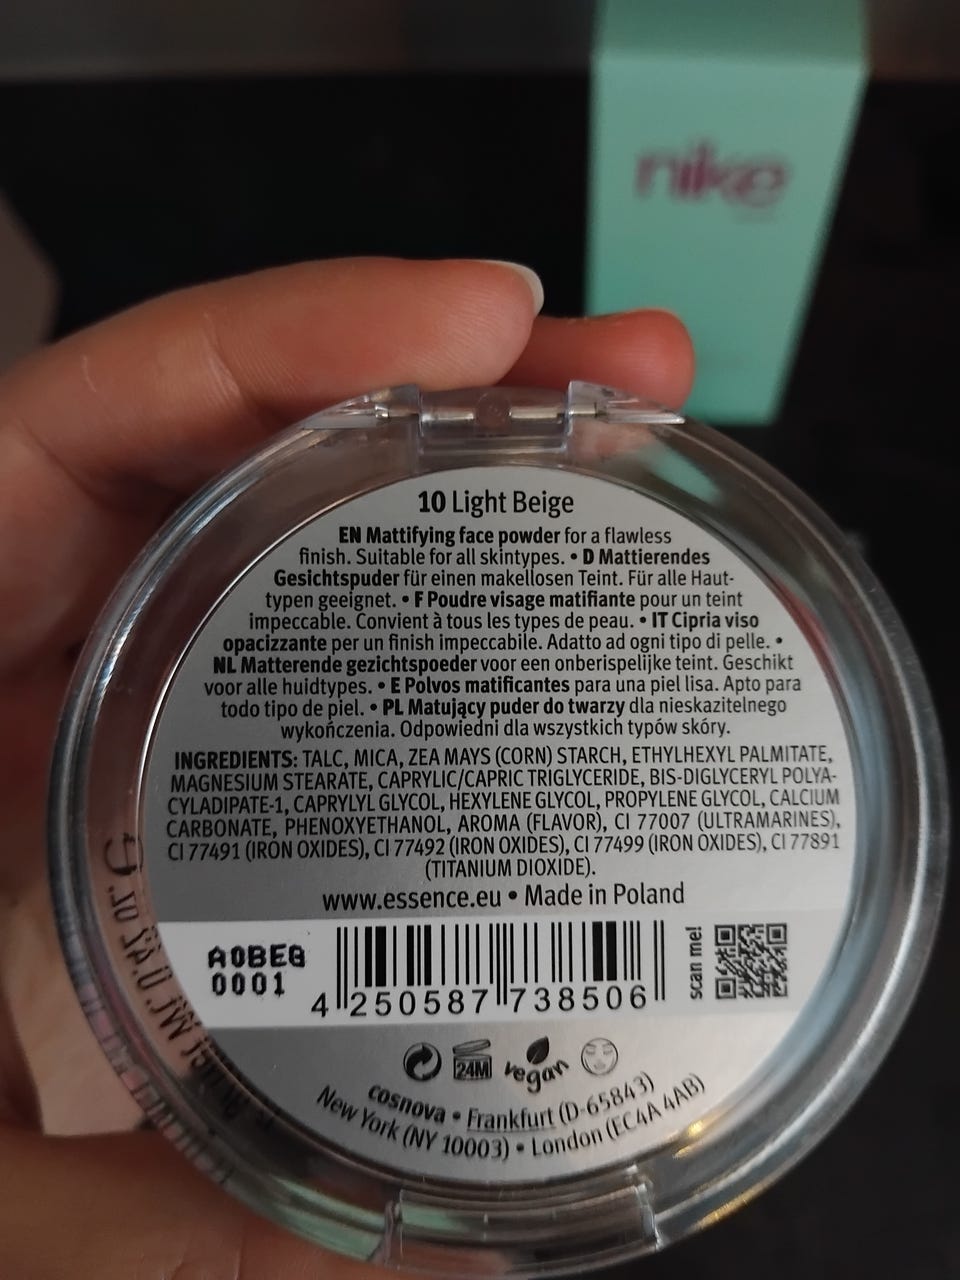 nike
10 Light Beige
EN Mattifying face powder for a flawless
finish. Suitable for all skintypes. • D Mattierendes
Gesichtspuder für einen makellosen Teint. Für alle Haut-
typen geeignet. • F Poudre visage matifiante pour un teint
impeccable. Convient à tous les types de peau. • IT Cipria viso
opacizzante per un finish impeccabile. Adatto ad ogni tipo di pelle. •
NL Matterende gezichtspoeder voor een onberispelijke teint. Geschikt
voor alle huidtypes. • E Polvos matificantes para una piel lisa. Apto para
todo tipo de piel. • PL Matujący puder do twarzy dla nieskazitelnego
wykończenia. Odpowiedni dla wszystkich typów skóry.
INGREDIENTS: TALC, MICA, ZEA MAYS (CORN) STARCH, ETHYLHEXYL PALMITATE,
MAGNESIUM STEARATE, CAPRYLIC/CAPRIC TRIGLYCERIDE, BIS-DIGLYCERYL POLYA-
CYLADIPATE-1, CAPRYLYL GLYCOL, HEXYLENE GLYCOL, PROPYLENE GLYCOL, CALCIUM
CARBONATE, PHENOXYETHANOL, AROMA (FLAVOR), CI 77007 (ULTRAMARINES),
CI 77491 (IRON OXIDES), CI 77492 (IRON OXIDES), CI 77499 (IRON OXIDES), CI 77891
(TITANIUM DIOXIDE).
www.essence.eu • Made in Poland
A0BEG
0001
4 250587 738506
scan me!
24M
vegan
cosnova • Frankfurt (D-65843)
New York (NY 10003) • London (EC4A 4AB)